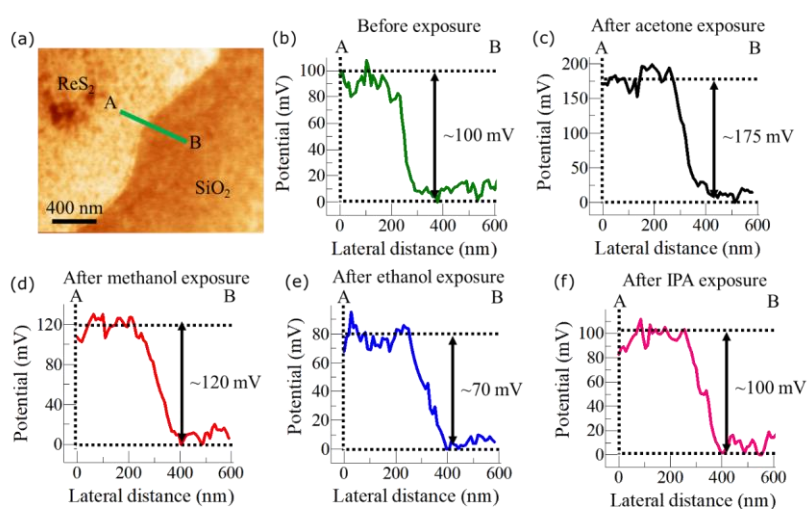 (a)
ReS₂
A
B
SiO₂
400 nm
(b)
Before exposure
A
B
100
80
60
40
20
0
~100 mV
Potential (mV)
0
200
400
600
Lateral distance (nm)
(c)
After acetone exposure
A
B
200
150
100
50
0
~175 mV
Potential (mV)
0
200
400
600
Lateral distance (nm)
(d)
After methanol exposure
A
B
120
80
40
0
~120 mV
Potential (mV)
0
200
400
600
Lateral distance (nm)
(e)
After ethanol exposure
A
B
80
60
40
20
0
~70 mV
Potential (mV)
0
200
400
600
Lateral distance (nm)
(f)
After IPA exposure
A
B
100
80
60
40
20
0
~100 mV
Potential (mV)
0
200
400
600
Lateral distance (nm)